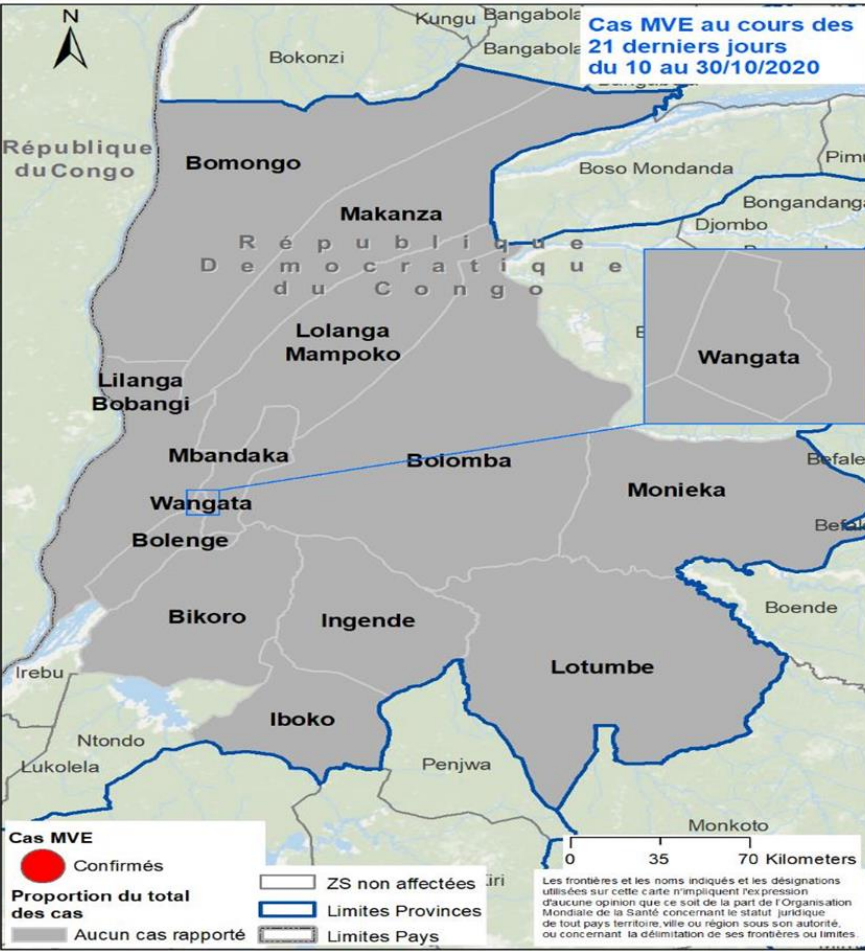 N
Kungu
Bangabola
Bangabola
Cas MVE au cours des
21 derniers jours
du 10 au 30/10/2020
Bokonzi
République
du Congo
Bomongo
Boso Mondanda
Makanza
Bongandanga
Djombo
République
Democratique
du Congo
Lolanga
Mampoko
Wangata
Lilanga
Bobangi
Mbandaka
Bolomba
Befale
Wangata
Monieka
Bolenge
Bikoro
Ingende
Boende
Irebu
Lotumbe
Iboko
Ntondo
Lukolela
Penjwa
Monkoto
Cas MVE
Confirmés
Proportion du total
des cas
Aucun cas rapporté
ZS non affectées
Limites Provinces
Limites Pays
0 35 70 Kilometers
Les frontières et les noms indiqués et les désignations
utilisées sur cette carte n'impliquent l'expression
d'aucune opinion que ce soit de la part de l'Organisation
Mondiale de la Santé concernant le statut juridique
de tout pays territoire, ville ou région sous son autorité,
ou concernant la délimitation de ses frontières ou limites.